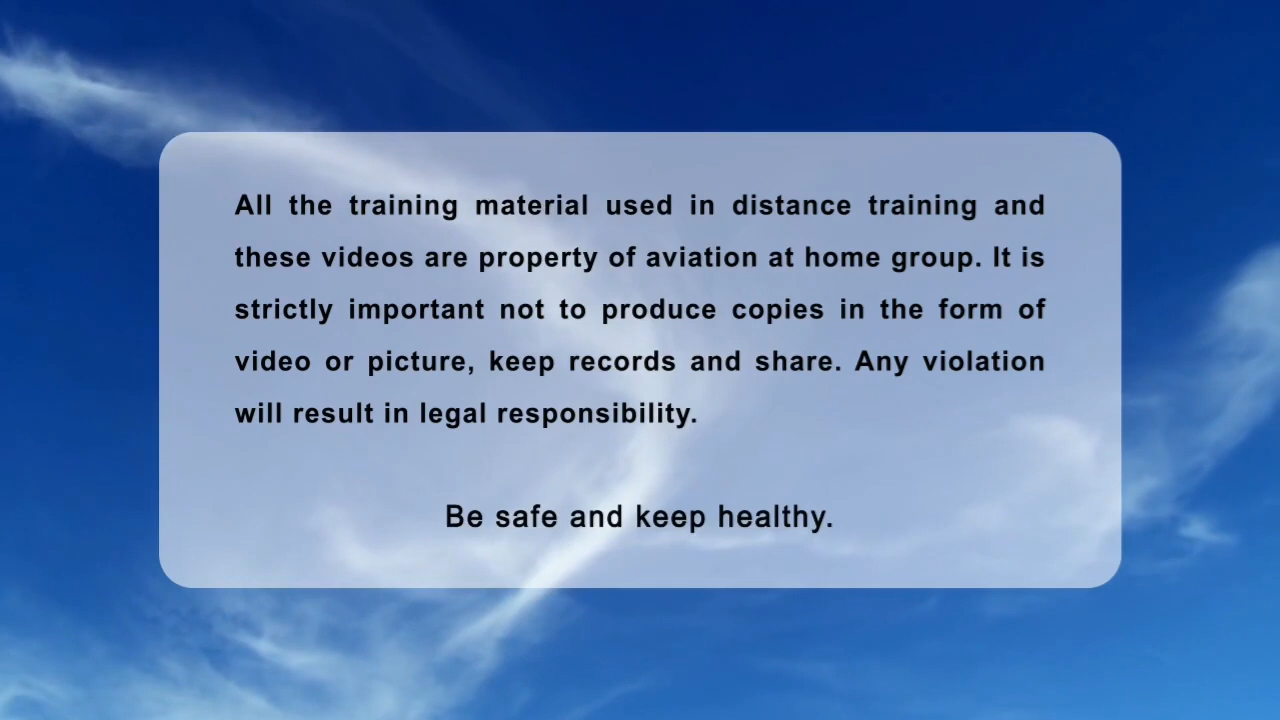 All the training material used in distance training and
these videos are property of aviation at home group. It is
strictly important not to produce copies in the form of
video or picture, keep records and share. Any violation
will result in legal responsibility.
Be safe and keep healthy.